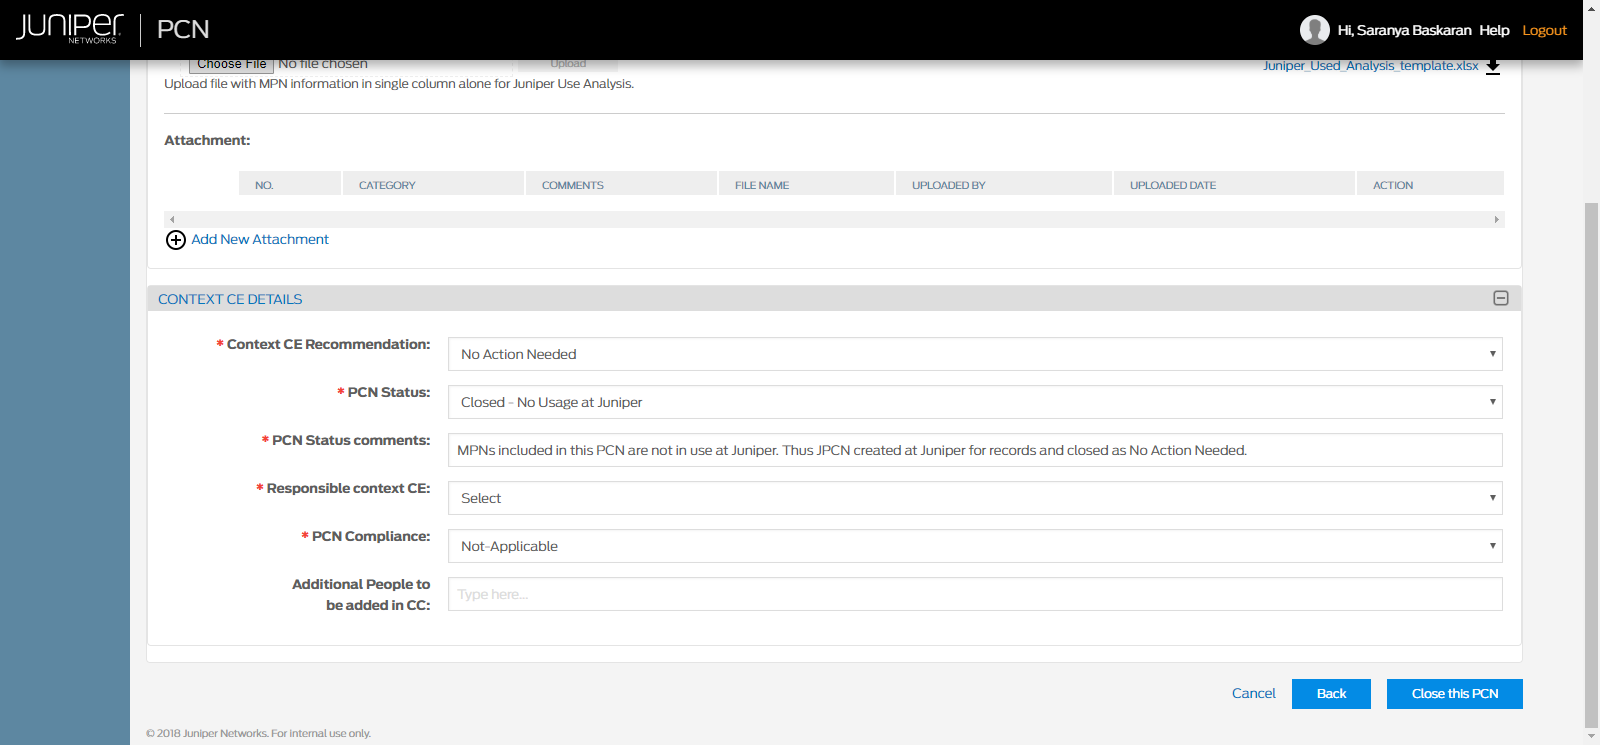 JUNIPER NETWORKS PCN Hi, Saranya Baskaran Help Logout
Choose File No file chosen Upload Juniper_Used_Analysis_template.xlsx
Upload file with MPN information in single column alone for Juniper Use Analysis.
Attachment:
NO. CATEGORY COMMENTS FILE NAME UPLOADED BY UPLOADED DATE ACTION
Add New Attachment
CONTEXT CE DETAILS
* Context CE Recommendation: No Action Needed
* PCN Status: Closed - No Usage at Juniper
* PCN Status comments: MPNs included in this PCN are not in use at Juniper. Thus JPCN created at Juniper for records and closed as No Action Needed.
* Responsible context CE: Select
* PCN Compliance: Not-Applicable
Additional People to
be added in CC: Type here...
Cancel Back Close this PCN
© 2018 Juniper Networks. For internal use only.